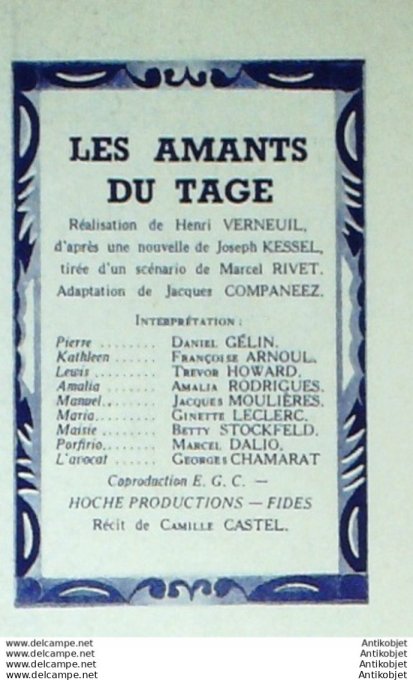 LES AMANTS
DU TAGE
Réalisation de Henri VERNEUIL,
d'après une nouvelle de Joseph KESSEL,
tirée d'un scénario de Marcel RIVET.
Adaptation de Jacques COMPANEEZ.
INTERPRÉTATION :
Pierre ........ DANIEL GÉLIN.
Kathleen ...... FRANÇOISE ARNOUL.
Lewis ......... TREVOR HOWARD.
Amalia ........ AMALIA RODRIGUES.
Manuel ........ JACQUES MOULIÈRES.
Maria ......... GINETTE LECLERC.
Maisie ........ BETTY STOCKFELD.
Porfirio ...... MARCEL DALIO.
L'avocat ...... GEORGES CHAMARAT
Coproduction E. G. C. —
HOCHE PRODUCTIONS — FIDES
Récit de CAMILLE CASTEL.
www.delcampe.net Antikobjet
www.delcampe.net Antikobjet
www.delcampe.net Antikobjet
www.delcampe.net Antikobjet